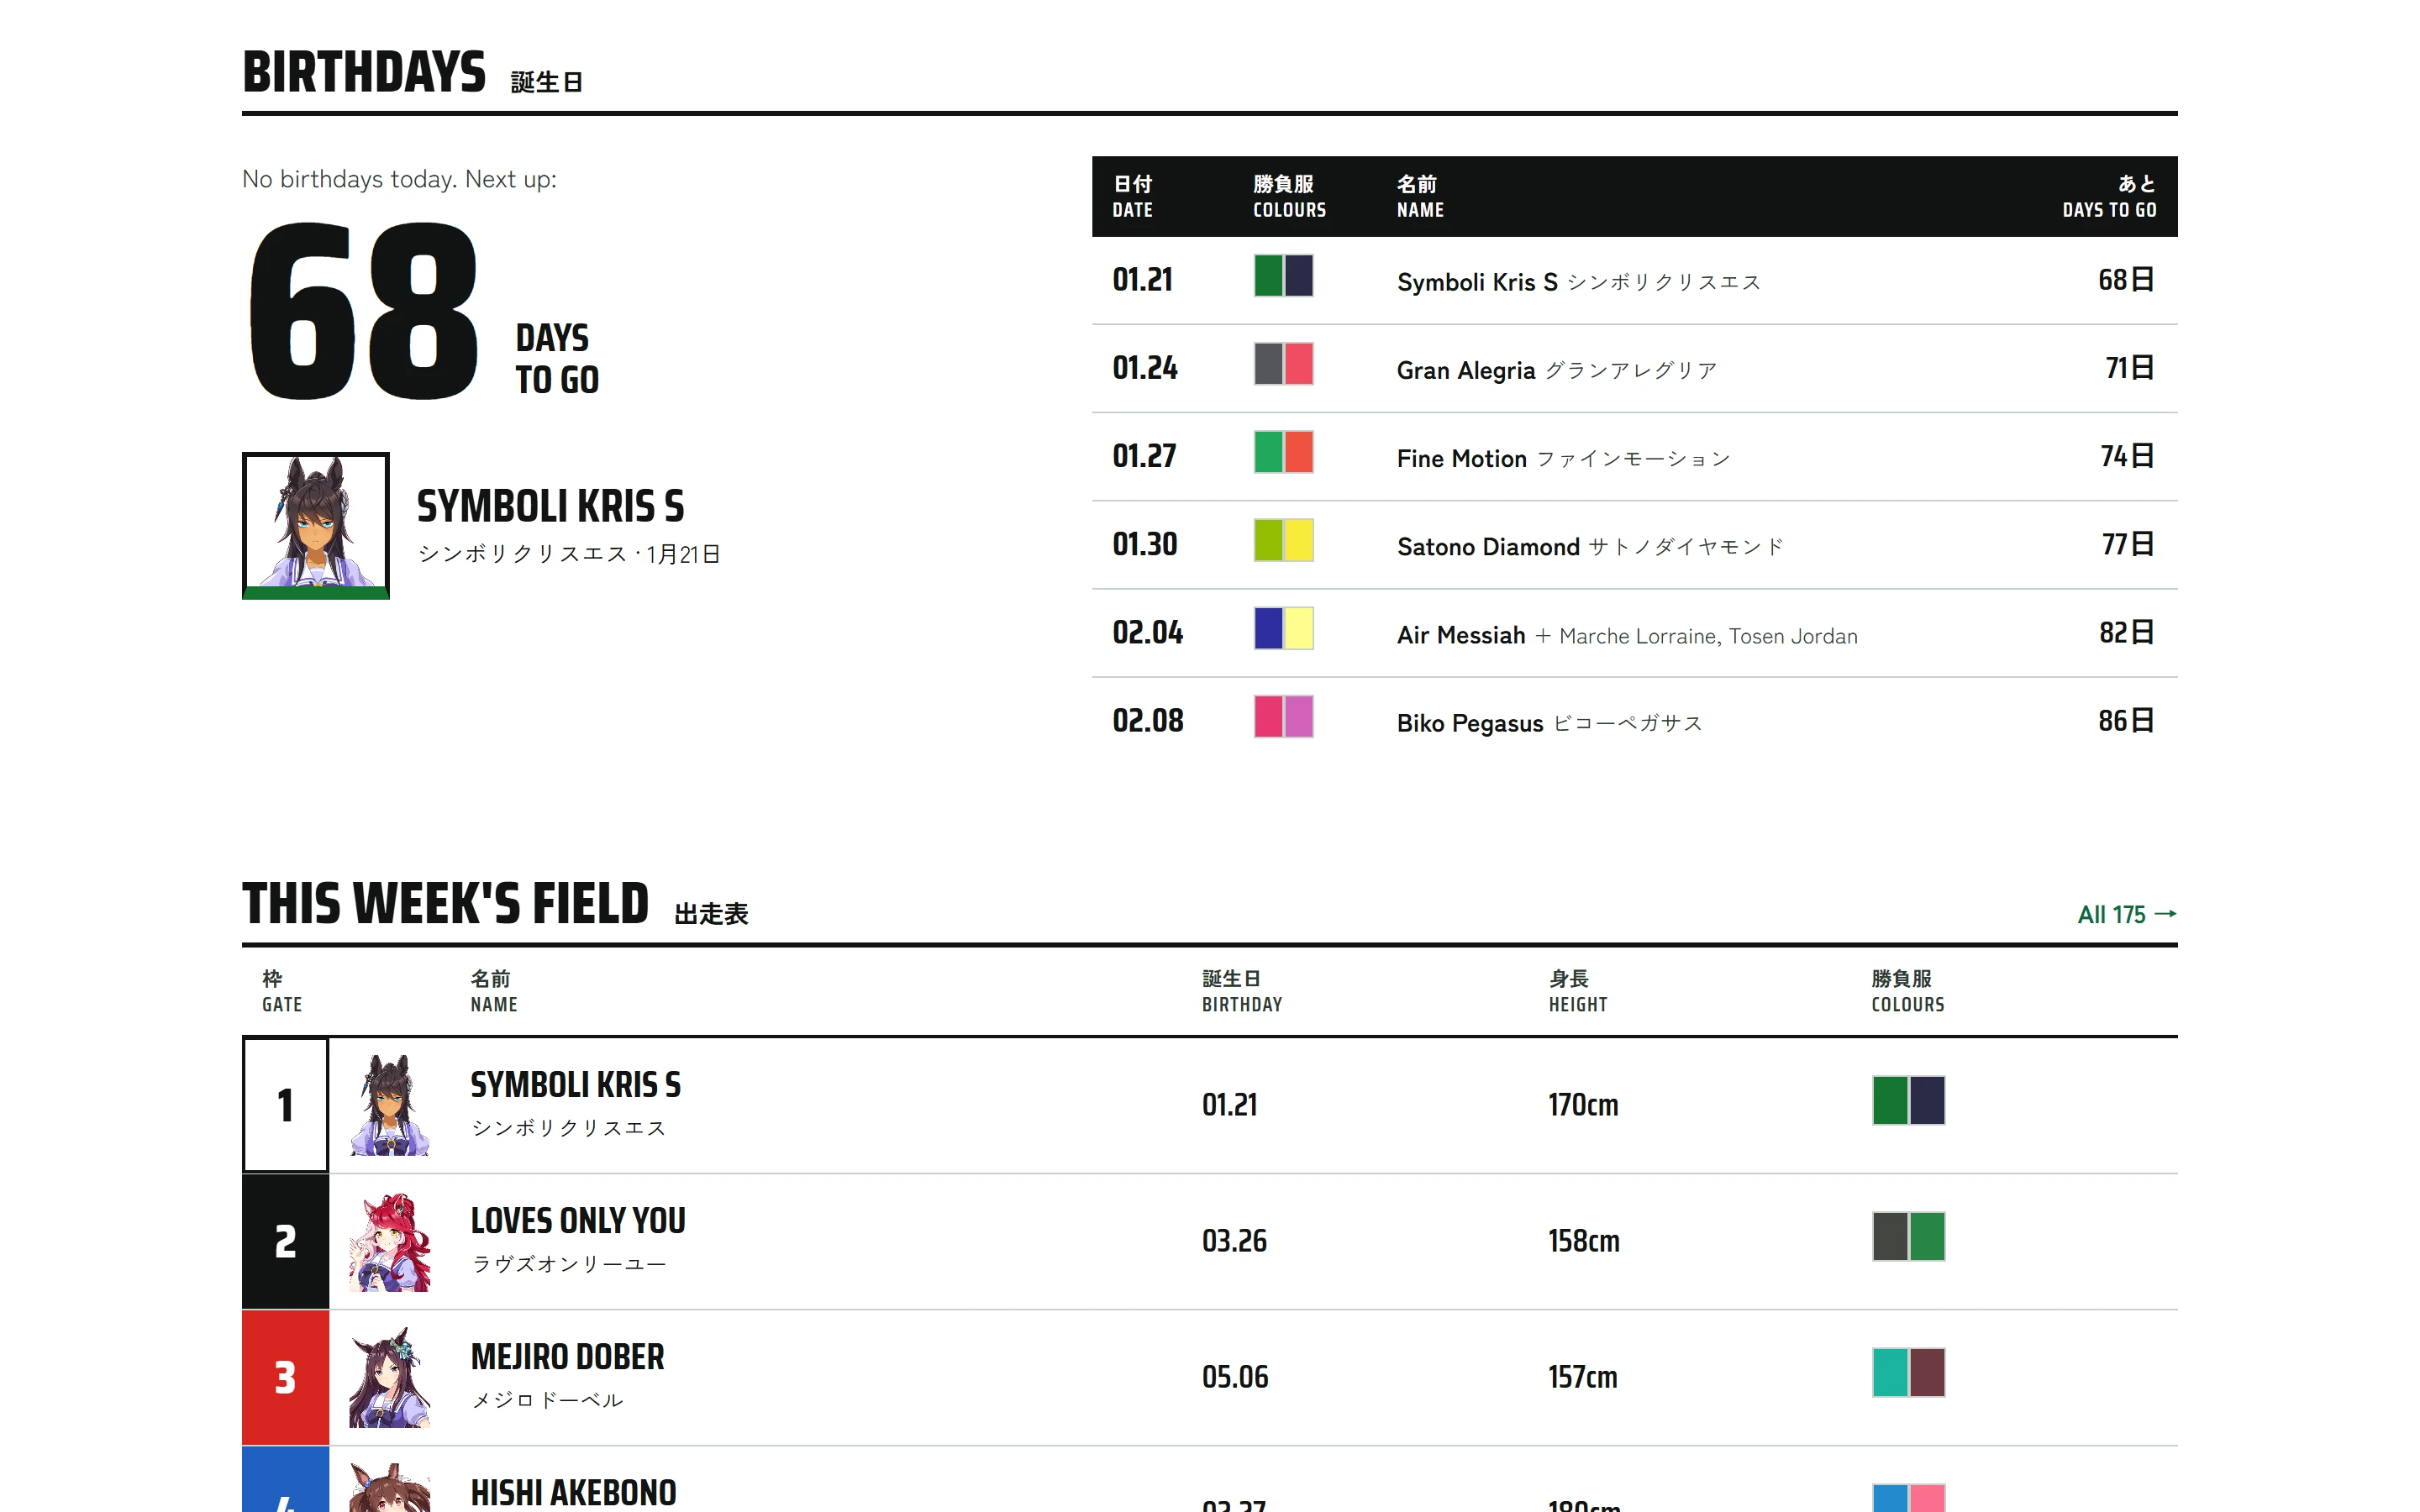 BIRTHDAYS 誕生日
No birthdays today. Next up:
68 DAYS
TO GO
SYMBOLI KRIS S
シンボリクリスエス · 1月21日
日付 勝負服 名前 あと
DATE COLOURS NAME DAYS TO GO
01.21 Symboli Kris S シンボリクリスエス 68日
01.24 Gran Alegria グランアレグリア 71日
01.27 Fine Motion ファインモーション 74日
01.30 Satono Diamond サトノダイヤモンド 77日
02.04 Air Messiah + Marche Lorraine, Tosen Jordan 82日
02.08 Biko Pegasus ビコーペガサス 86日
THIS WEEK'S FIELD 出走表 All 175 →
枠 名前 誕生日 身長 勝負服
GATE NAME BIRTHDAY HEIGHT COLOURS
1 SYMBOLI KRIS S 01.21 170cm
シンボリクリスエス
2 LOVES ONLY YOU 03.26 158cm
ラヴズオンリーユー
3 MEJIRO DOBER 05.06 157cm
メジロドーベル
HISHI AKEBONO